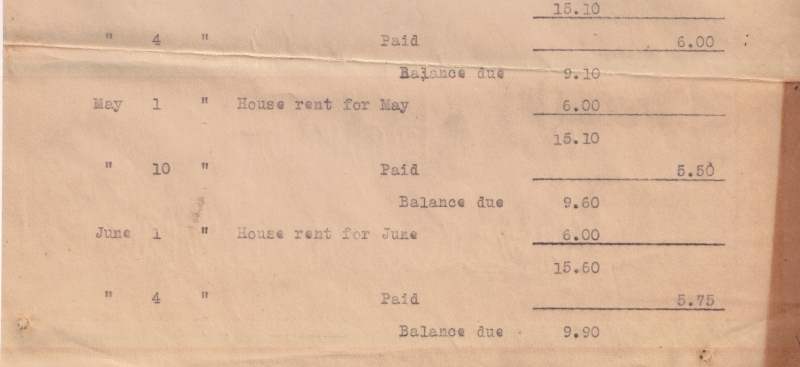 15.10
" 4 " Paid 6.00
Balance due 9.10
May 1 " House rent for May 6.00
15.10
" 10 " Paid 5.50
Balance due 9.60
June 1 " House rent for June 6.00
15.60
" 4 " Paid 5.75
Balance due 9.90